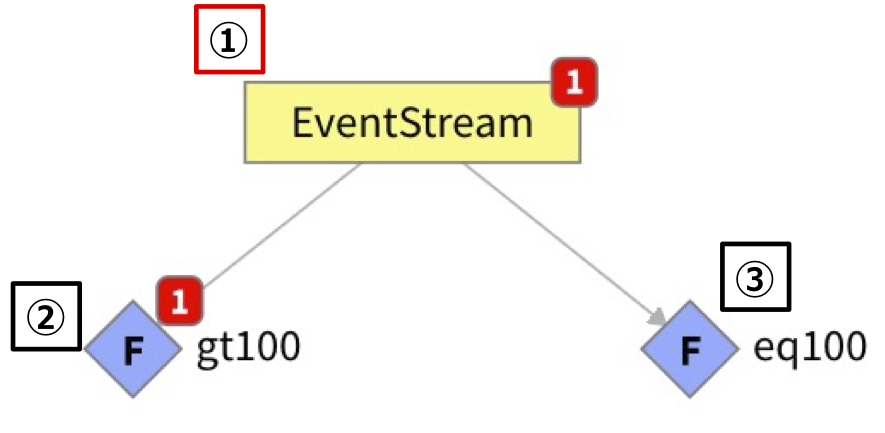 ①
1
EventStream
1
②
F
gt100
③
F
eq100